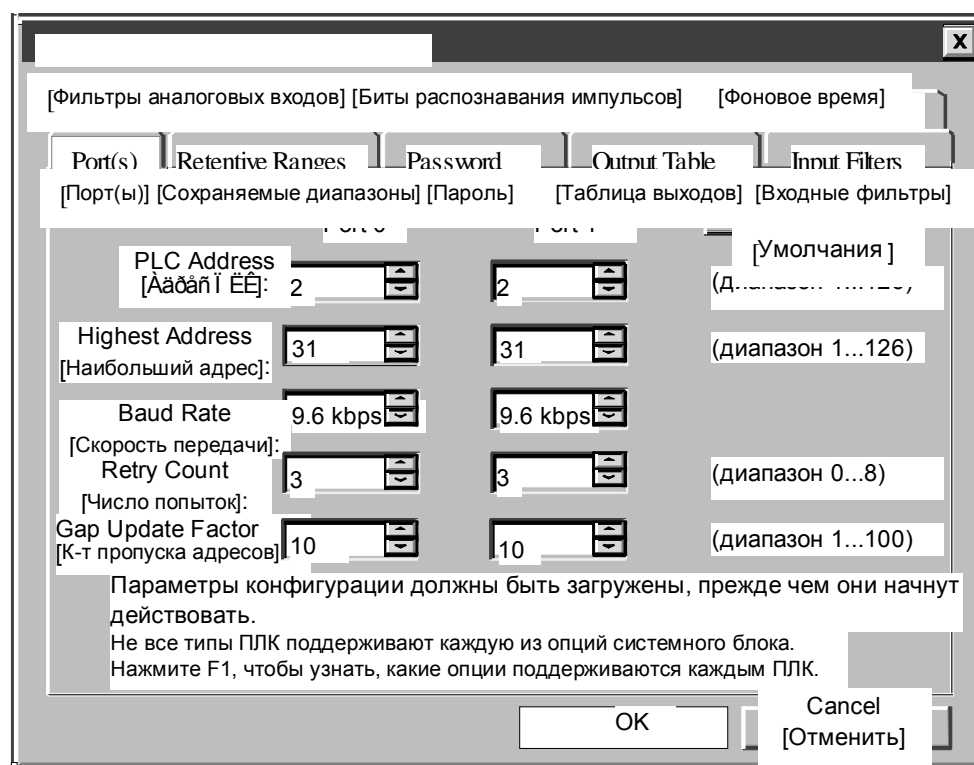 X
[Фильтры аналоговых входов] [Биты распознавания импульсов] [Фоновое время]
Port(s) Retentive Ranges Password Output Table Input Filters
[Порт(ы)] [Сохраняемые диапазоны] [Пароль] [Таблица выходов] [Входные фильтры]
[Умолчания ]
PLC Address
[Àäðåñ Ï ËÊ]: 2 2
Highest Address
31 31 (диапазон 1...126)
[Наибольший адрес]:
Baud Rate 9.6 kbps 9.6 kbps
[Скорость передачи]:
Retry Count 3 3 (диапазон 0...8)
[Число попыток]:
Gap Update Factor 10 10 (диапазон 1...100)
[К-т пропуска адресов]
Параметры конфигурации должны быть загружены, прежде чем они начнут
действовать.
Не все типы ПЛК поддерживают каждую из опций системного блока.
Нажмите F1, чтобы узнать, какие опции поддерживаются каждым ПЛК.
OK Cancel
[Отменить]